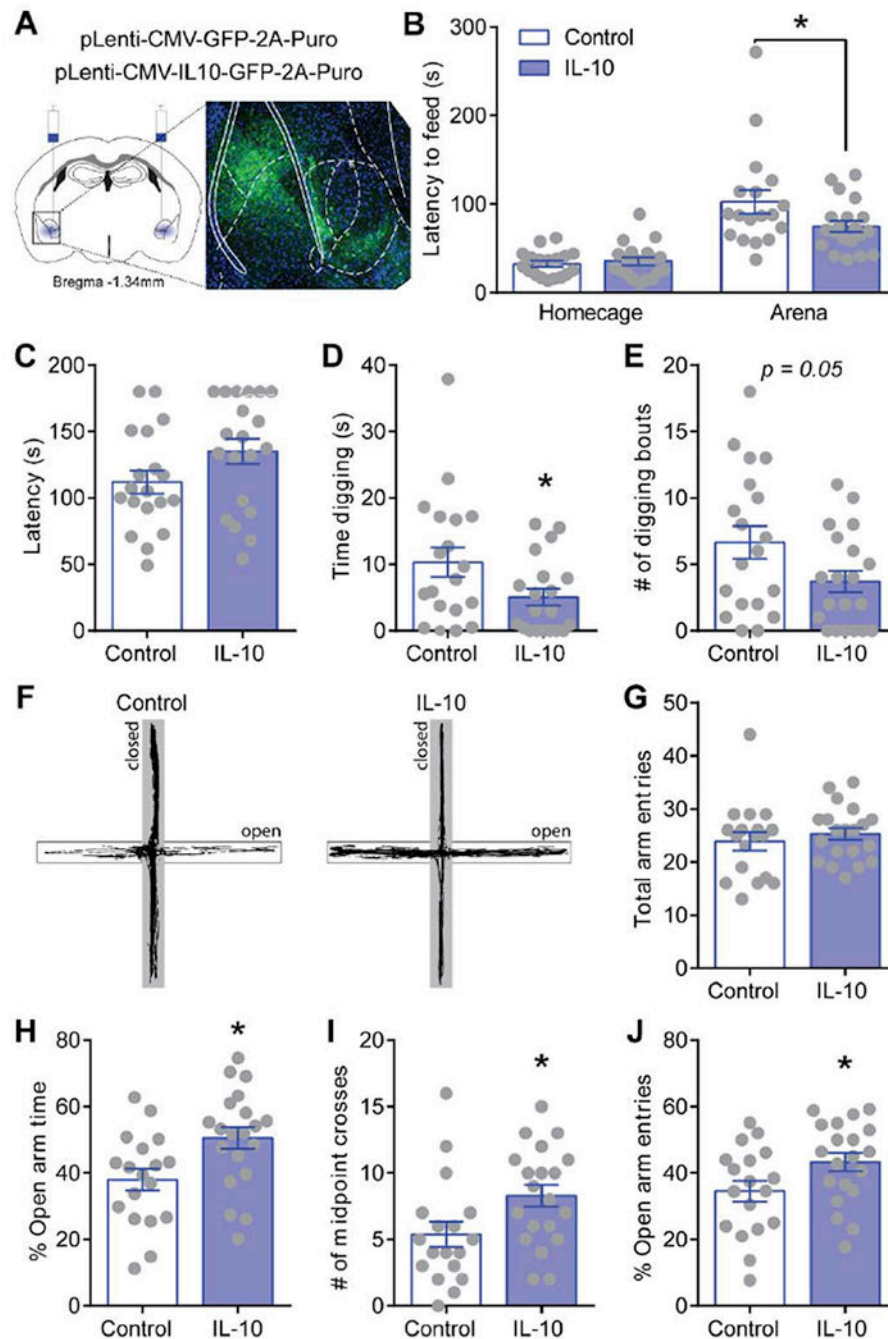 A
pLenti-CMV-GFP-2A-Puro
pLenti-CMV-IL10-GFP-2A-Puro
Bregma -1.34mm
B
Latency to feed (s)
300
200
100
0
Control
IL-10
*
Homecage
Arena
C
Latency (s)
200
150
100
50
0
Control
IL-10
D
Time digging (s)
40
30
20
10
0
*
Control
IL-10
E
# of digging bouts
20
15
10
5
0
p = 0.05
Control
IL-10
F
Control
closed
open
IL-10
closed
open
G
Total arm entries
50
40
30
20
10
0
Control
IL-10
H
% Open arm time
80
60
40
20
0
*
Control
IL-10
I
# of midpoint crosses
20
15
10
5
0
*
Control
IL-10
J
% Open arm entries
80
60
40
20
0
*
Control
IL-10